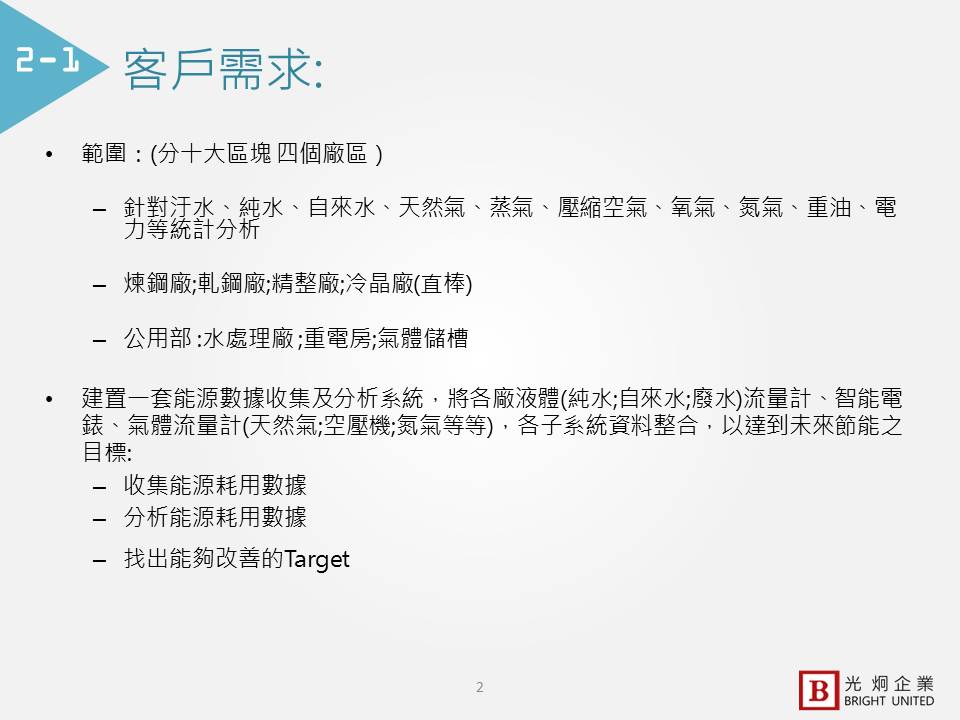 2-1
客戶需求:
• 範圍：(分十大區塊 四個廠區 )
– 針對汙水、純水、自來水、天然氣、蒸氣、壓縮空氣、氧氣、氮氣、重油、電
力等統計分析
– 煉鋼廠;軋鋼廠;精整廠;冷晶廠(直棒)
– 公用部 :水處理廠 ;重電房;氣體儲槽
• 建置一套能源數據收集及分析系統，將各廠液體(純水;自來水;廢水)流量計、智能電
錶、氣體流量計(天然氣;空壓機;氮氣等等)，各子系統資料整合，以達到未來節能之
目標:
– 收集能源耗用數據
– 分析能源耗用數據
– 找出能夠改善的Target
2
B
光炯企業
BRIGHT UNITED